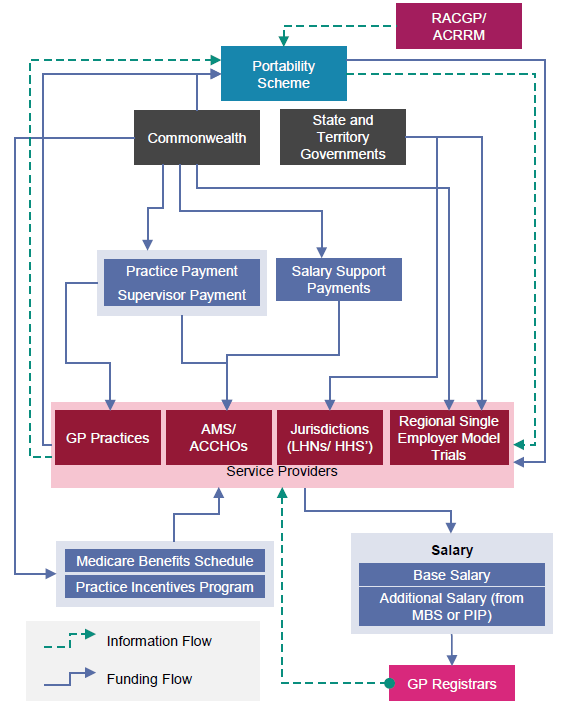 RACGP/
ACRRM
Portability
Scheme
Commonwealth
State and
Territory
Governments
Practice Payment
Supervisor Payment
Salary Support
Payments
GP Practices
AMS/
ACCHOs
Jurisdictions
(LHNs/ HHS’)
Regional Single
Employer Model
Trials
Service Providers
Medicare Benefits Schedule
Practice Incentives Program
Salary
Base Salary
Additional Salary (from
MBS or PIP)
Information Flow
Funding Flow
GP Registrars